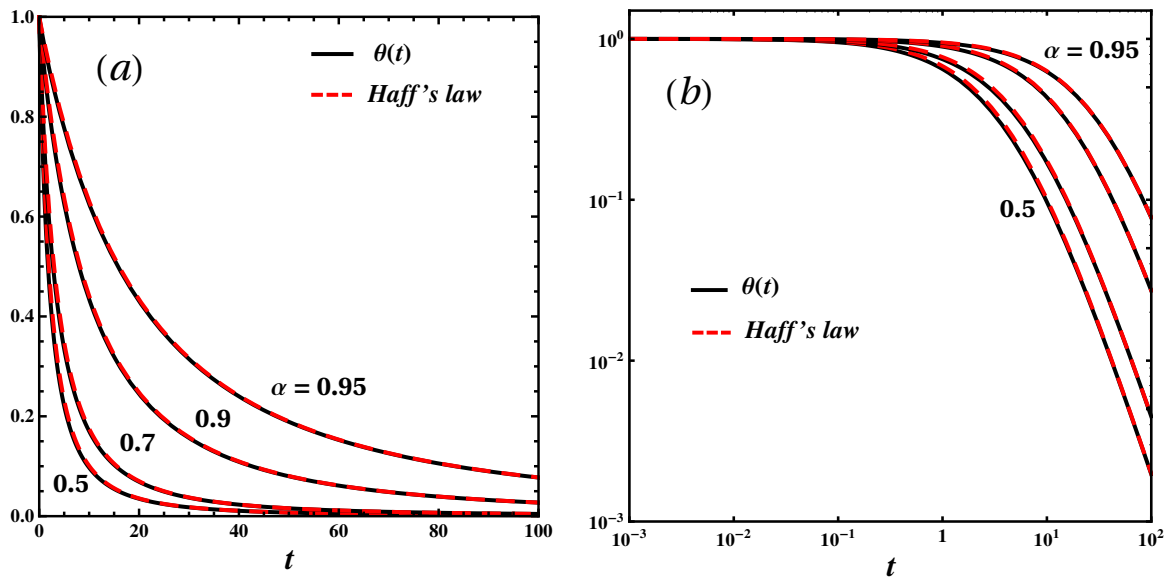 1.0
0.8
0.6
0.4
0.2
0.0
(a)
θ(t)
Haff's law
α = 0.95
0.9
0.7
0.5
0 20 40 60 80 100
t
10⁰
10⁻¹
10⁻²
10⁻³
(b)
α = 0.95
0.5
θ(t)
Haff's law
10⁻³ 10⁻² 10⁻¹ 1 10¹ 10²
t